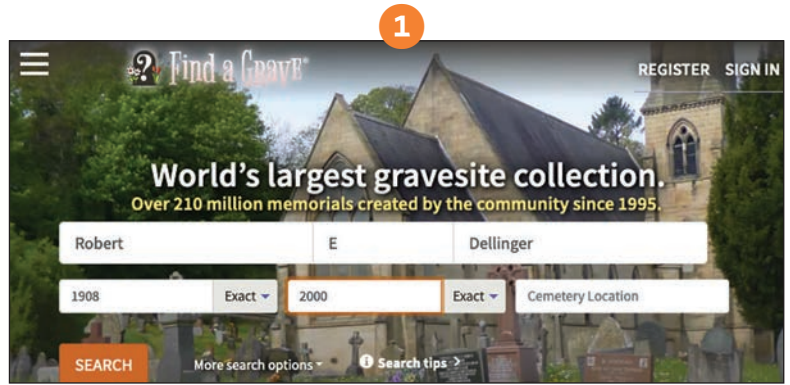 1
Find a Grave®
REGISTER SIGN IN
World's largest gravesite collection.
Over 210 million memorials created by the community since 1995.
Robert E Dellinger
1908 Exact 2000 Exact Cemetery Location
SEARCH More search options Search tips